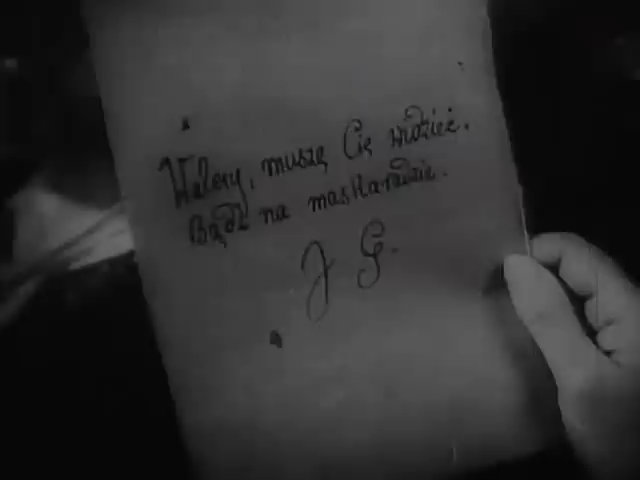 Walery, muszę Cię widzieć.
Bądź na maskaradzie.
J G.